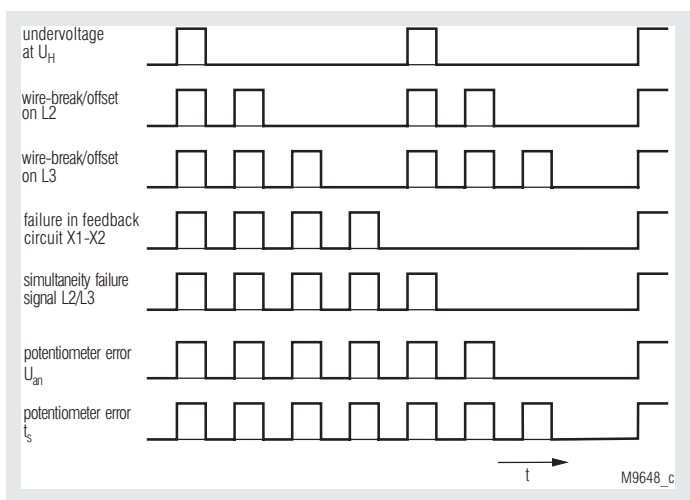 undervoltage
at UH
wire-break/offset
on L2
wire-break/offset
on L3
failure in feedback
circuit X1-X2
simultaneity failure
signal L2/L3
potentiometer error
Uan
potentiometer error
ts
t
M9648_c